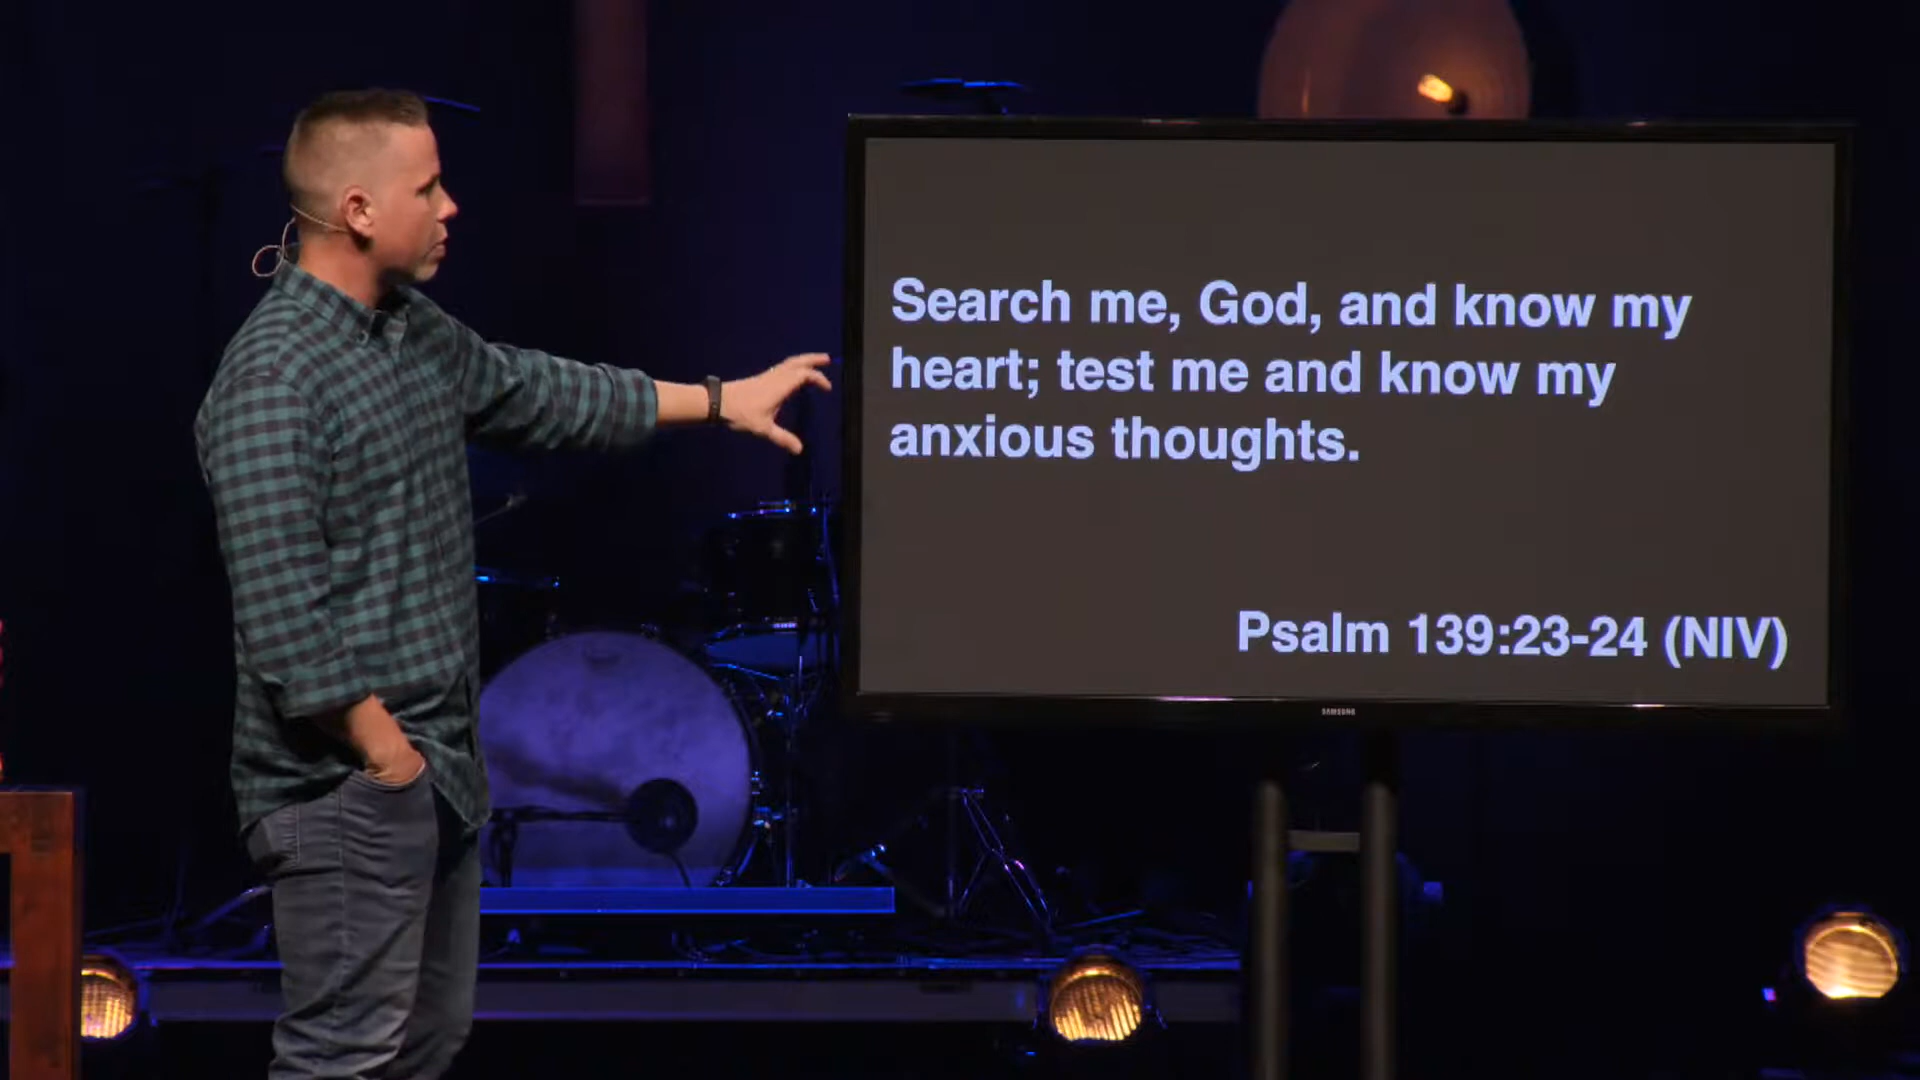 Search me, God, and know my
heart; test me and know my
anxious thoughts.
Psalm 139:23-24 (NIV)
SAMSUNG